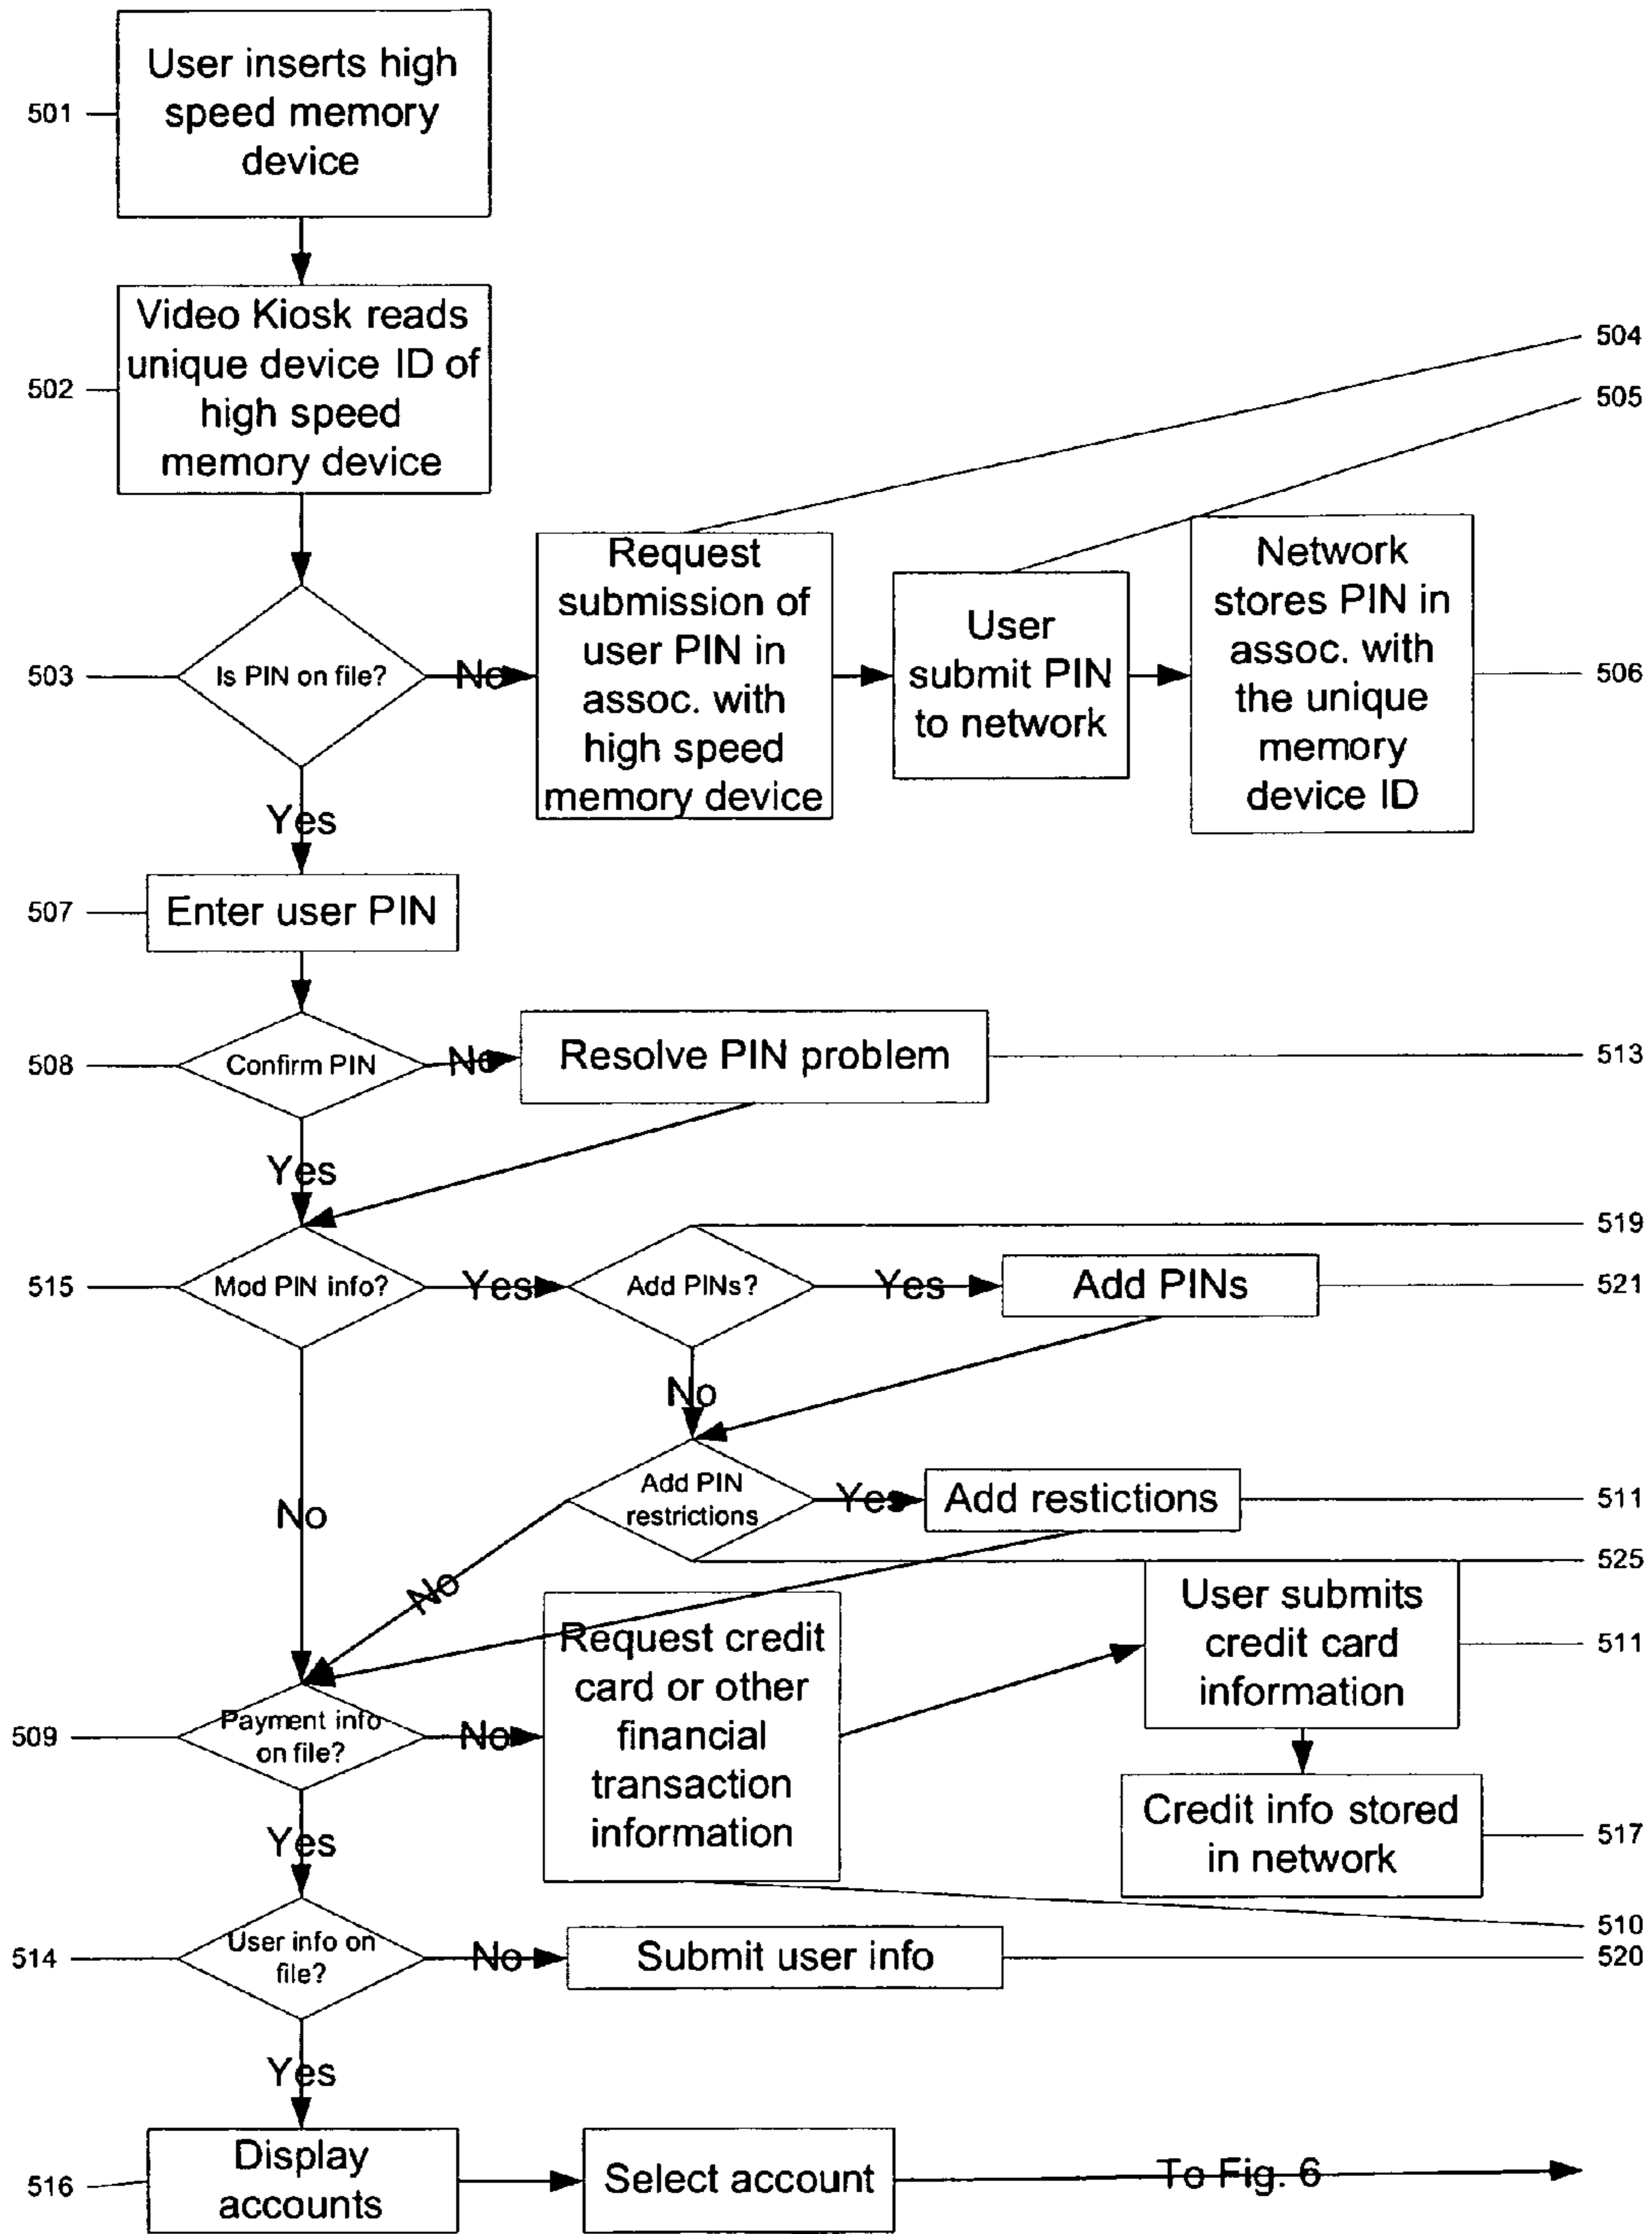 User inserts high
speed memory
device
501
Video Kiosk reads
unique device ID of
high speed
memory device
502
504
505
Is PIN on file?
503
No
Request
submission of
user PIN in
assoc. with
high speed
memory device
User
submit PIN
to network
Network
stores PIN in
assoc. with
the unique
memory
device ID
506
Yes
507
Enter user PIN
508
Confirm PIN
No
Resolve PIN problem
513
Yes
519
515
Mod PIN info?
Yes
Add PINs?
Yes
Add PINs
521
No
No
Add PIN
restrictions
Yes
Add restictions
511
525
No
Request credit
card or other
financial
transaction
information
User submits
credit card
information
511
509
Payment info
on file?
No
Credit info stored
in network
517
Yes
510
514
User info on
file?
No
Submit user info
520
Yes
516
Display
accounts
Select account
To Fig. 6